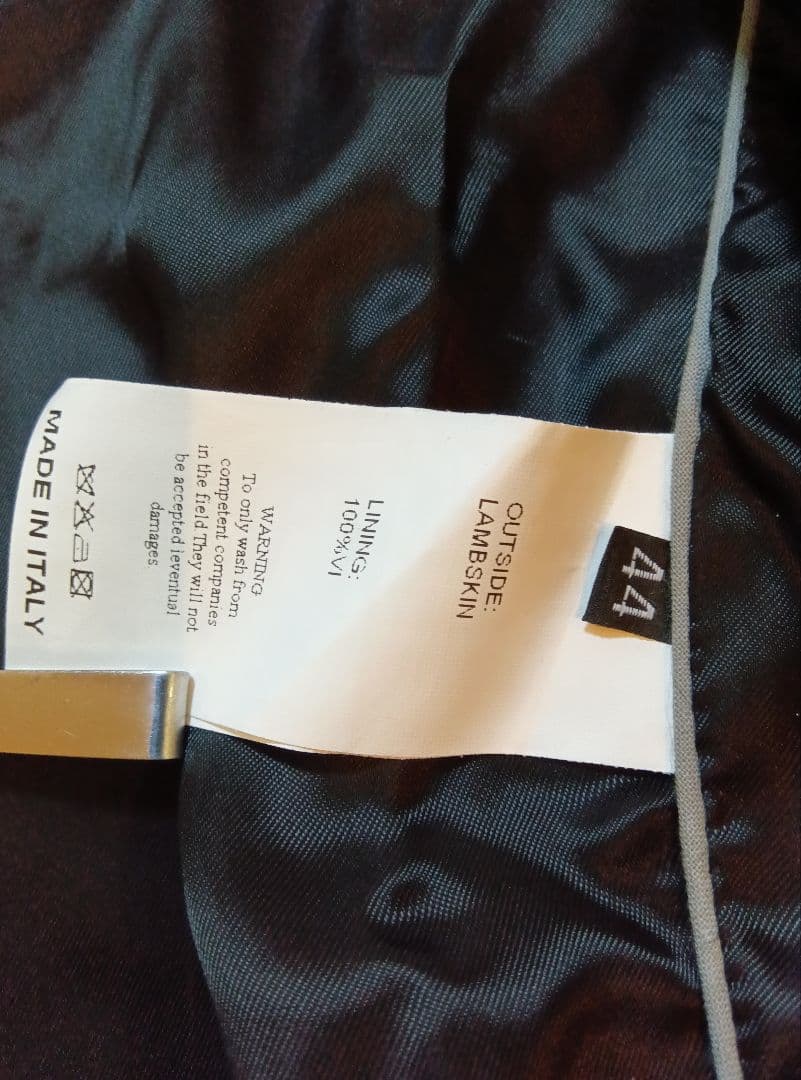 44
OUTSIDE:
LAMBSKIN
LINING:
100%VI
WARNING
To only wash from
competent companies
in the field.They will not
be accepted ieventual
damages
MADE IN ITALY